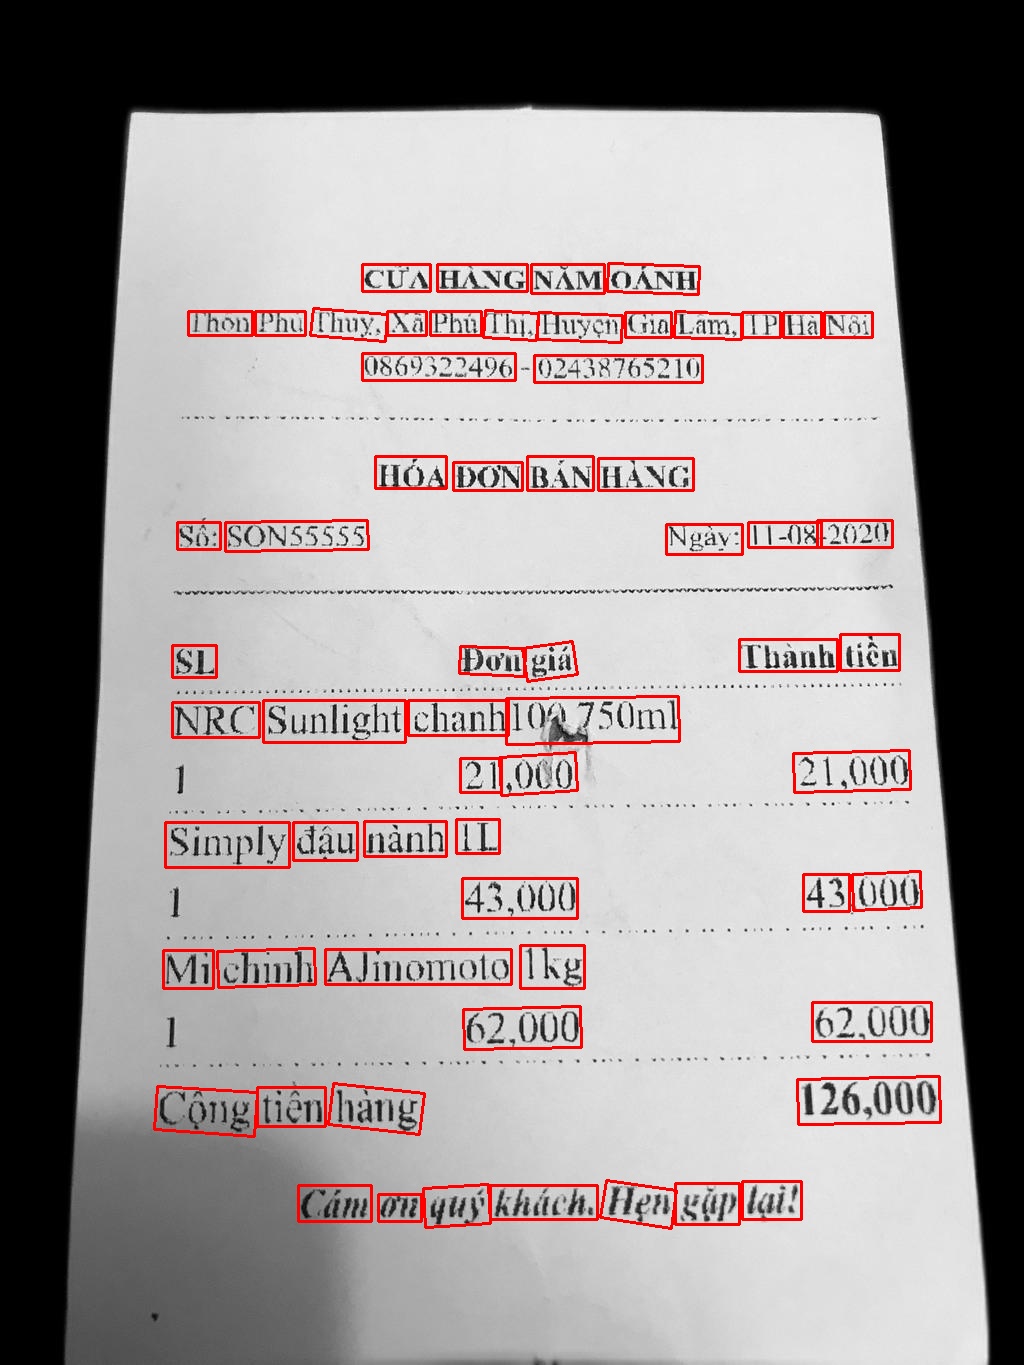 CỬA HÀNG NĂM OÁNH
Thôn Phú Thụy, Xã Phú Thị, Huyện Gia Lâm, TP Hà Nội
0869322496 - 02438765210
HÓA ĐƠN BÁN HÀNG
Số: SON55555 Ngày: 11-08-2020
SL Đơn giá Thành tiền
NRC Sunlight chanh 750ml
1 21,000 21,000
Simply đậu nành 1L
1 43,000 43,000
Mì chính AJinomoto 1kg
1 62,000 62,000
Cộng tiền hàng 126,000
Cám ơn quý khách. Hẹn gặp lại!